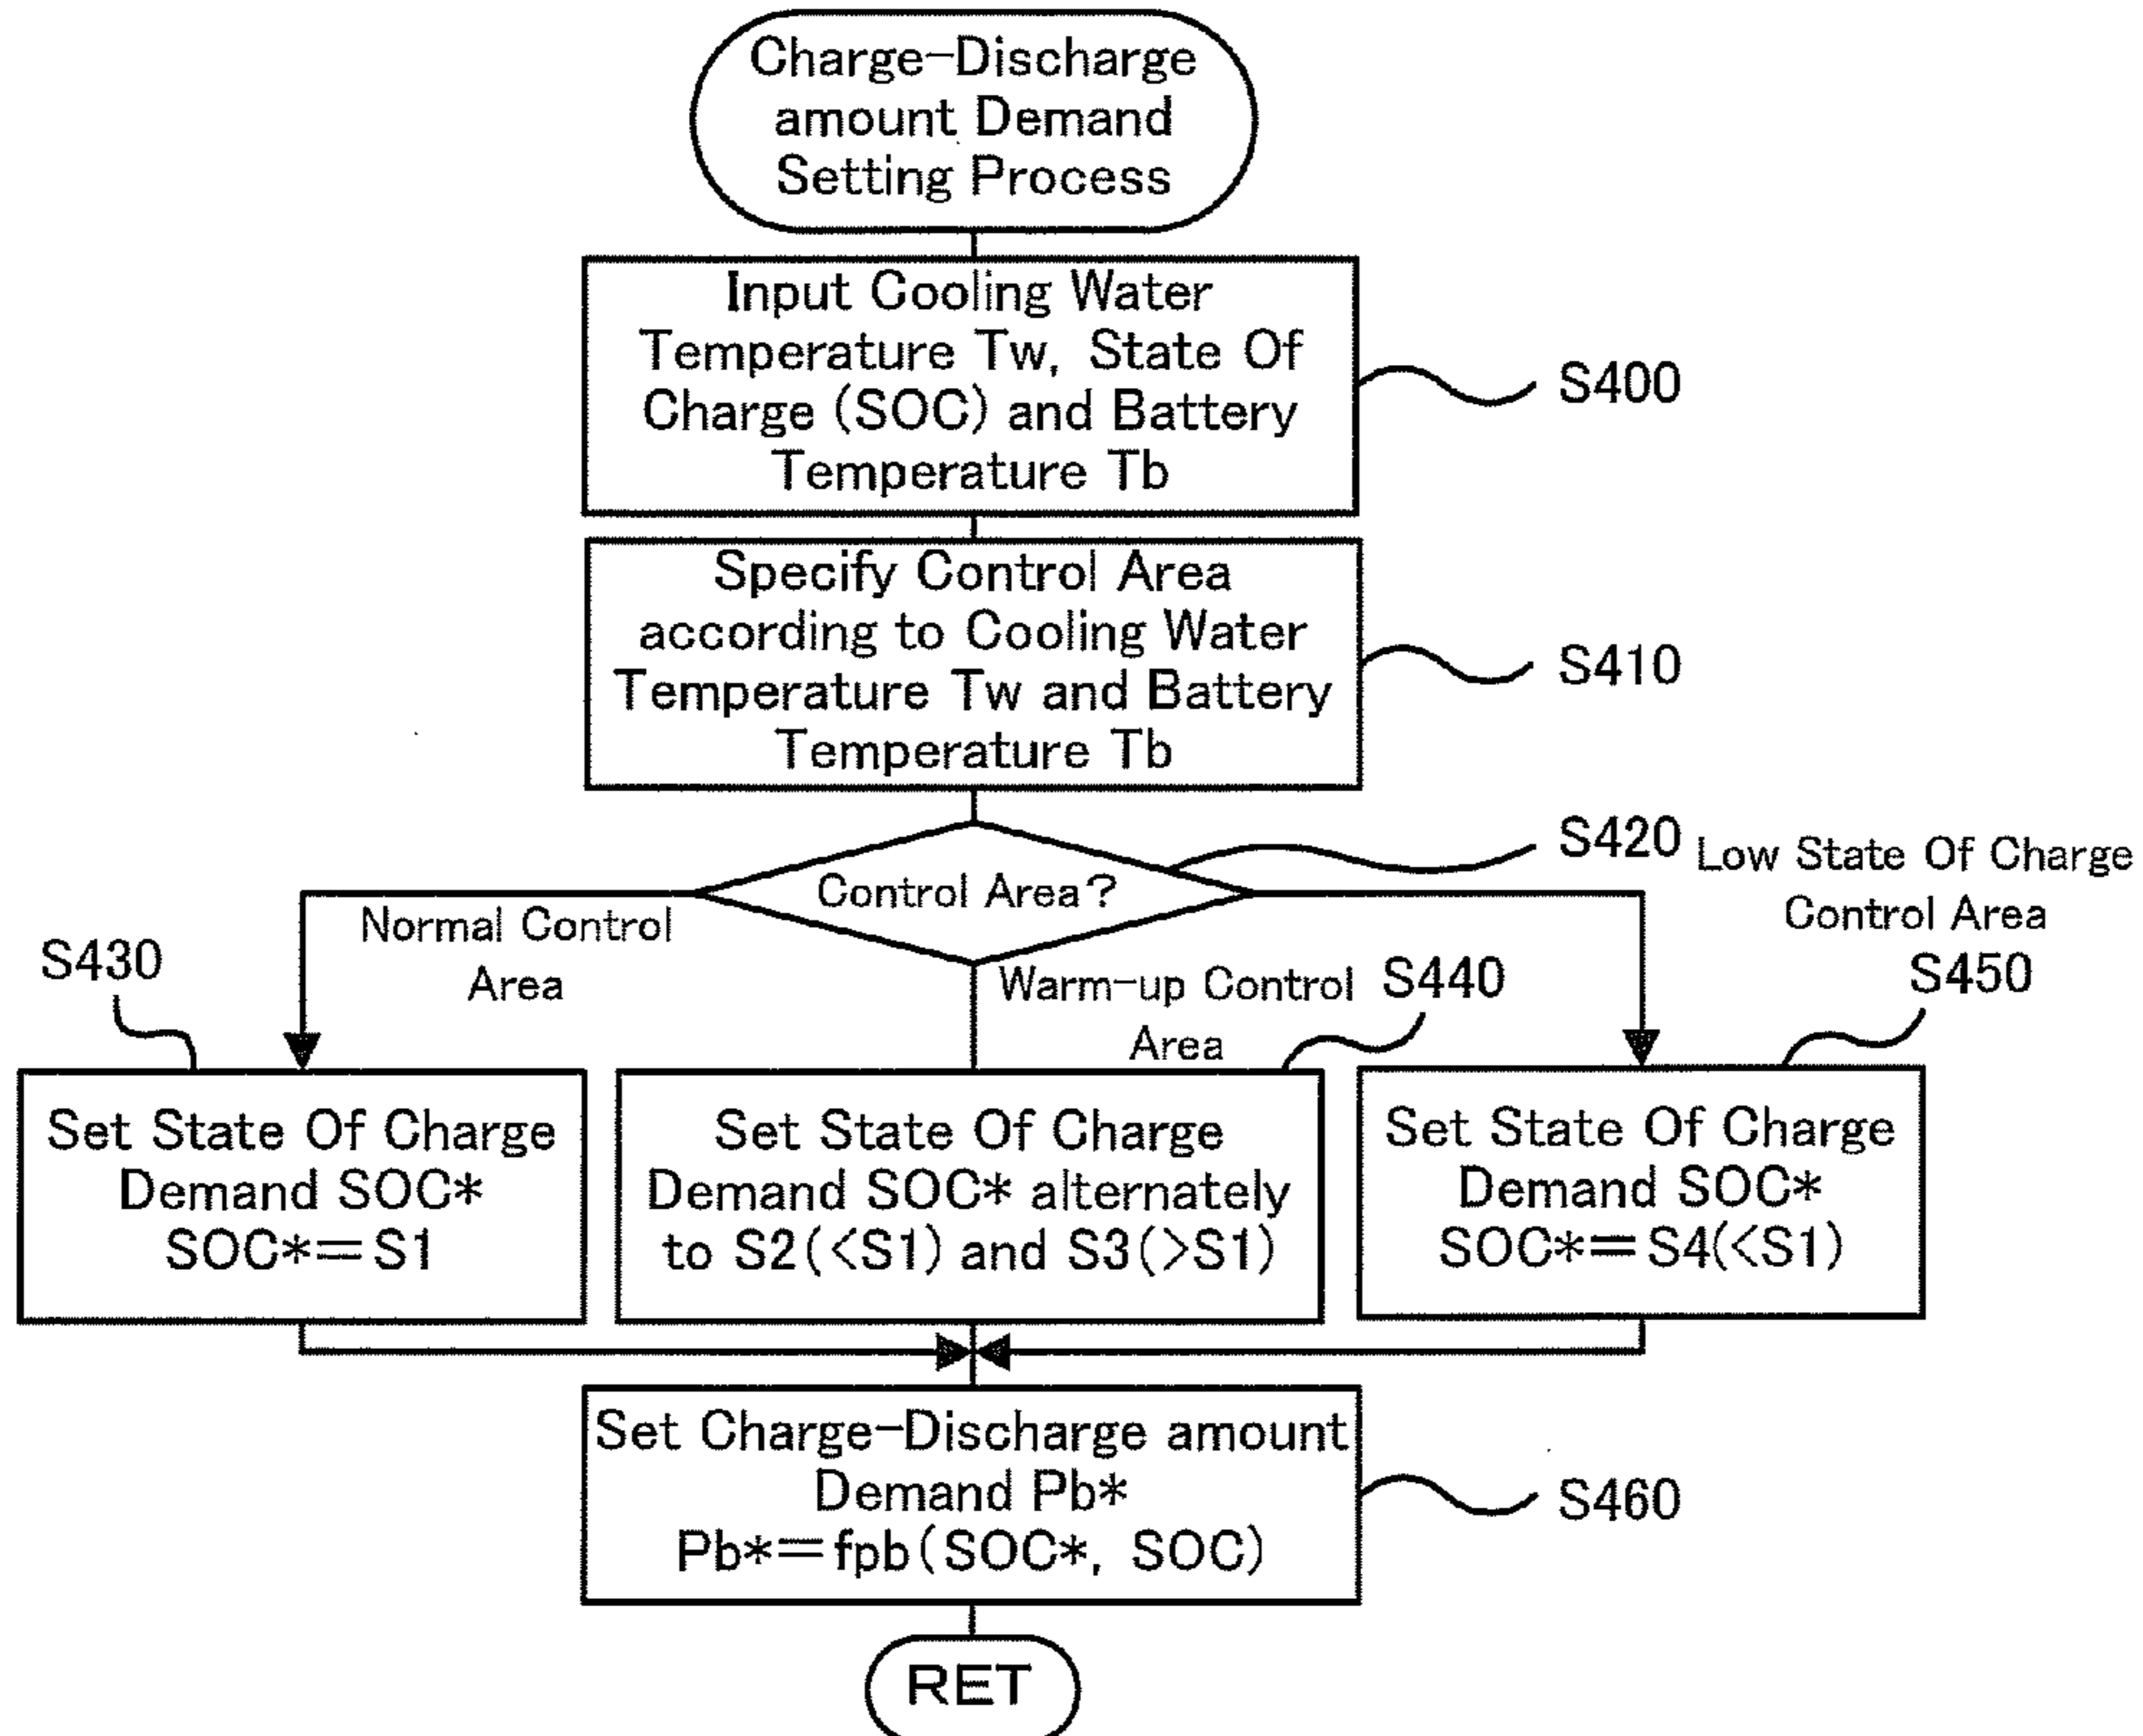 Charge-Discharge
amount Demand
Setting Process
Input Cooling Water
Temperature Tw, State Of
Charge (SOC) and Battery
Temperature Tb
S400
Specify Control Area
according to Cooling Water
Temperature Tw and Battery
Temperature Tb
S410
Control Area?
S420
Normal Control
Area
Warm-up Control
Area
Low State Of Charge
Control Area
S430
Set State Of Charge
Demand SOC*
SOC*=S1
S440
Set State Of Charge
Demand SOC* alternately
to S2(<S1) and S3(>S1)
S450
Set State Of Charge
Demand SOC*
SOC*=S4(<S1)
Set Charge-Discharge amount
Demand Pb*
Pb*=fpb(SOC*, SOC)
S460
RET